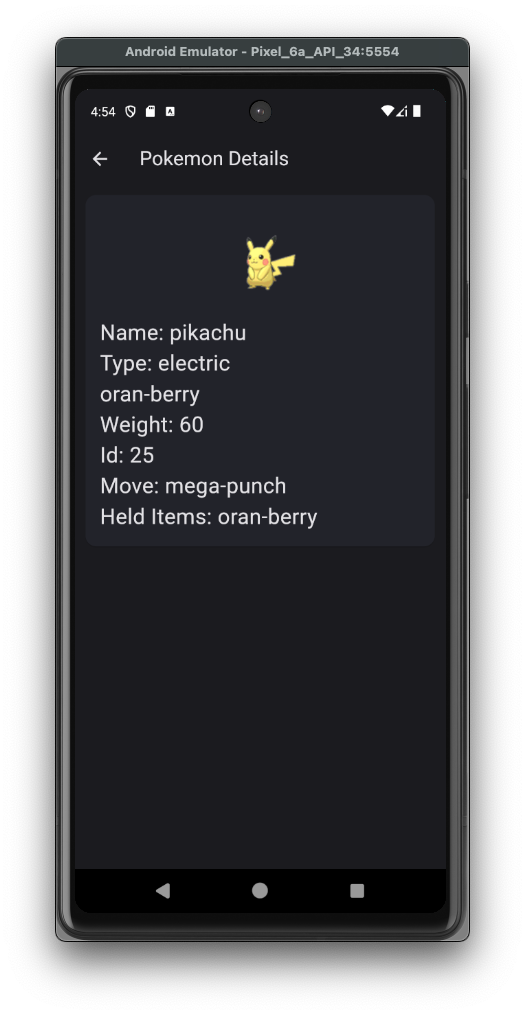 Android Emulator - Pixel_6a_API_34:5554
4:54
Pokemon Details
Name: pikachu
Type: electric
oran-berry
Weight: 60
Id: 25
Move: mega-punch
Held Items: oran-berry